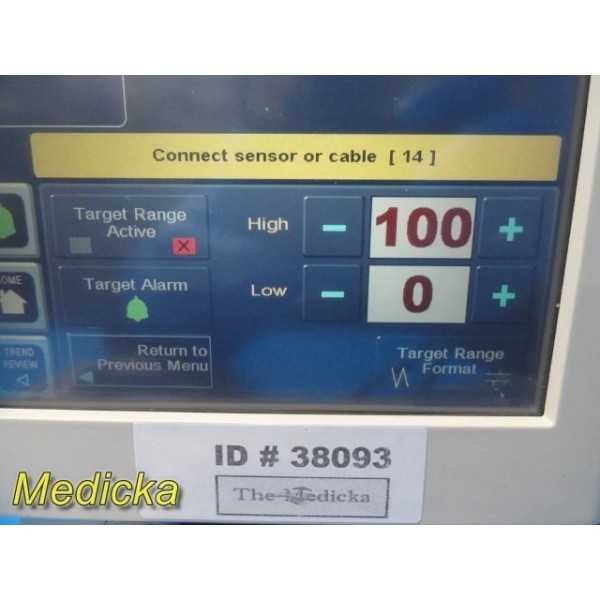 Connect sensor or cable [ 14 ]
Target Range
Active
High
-
100
+
Target Alarm
Low
-
0
+
OME
TREND
REVIEW
Return to
Previous Menu
Target Range
Format
ID # 38093
The Medicka
Medicka